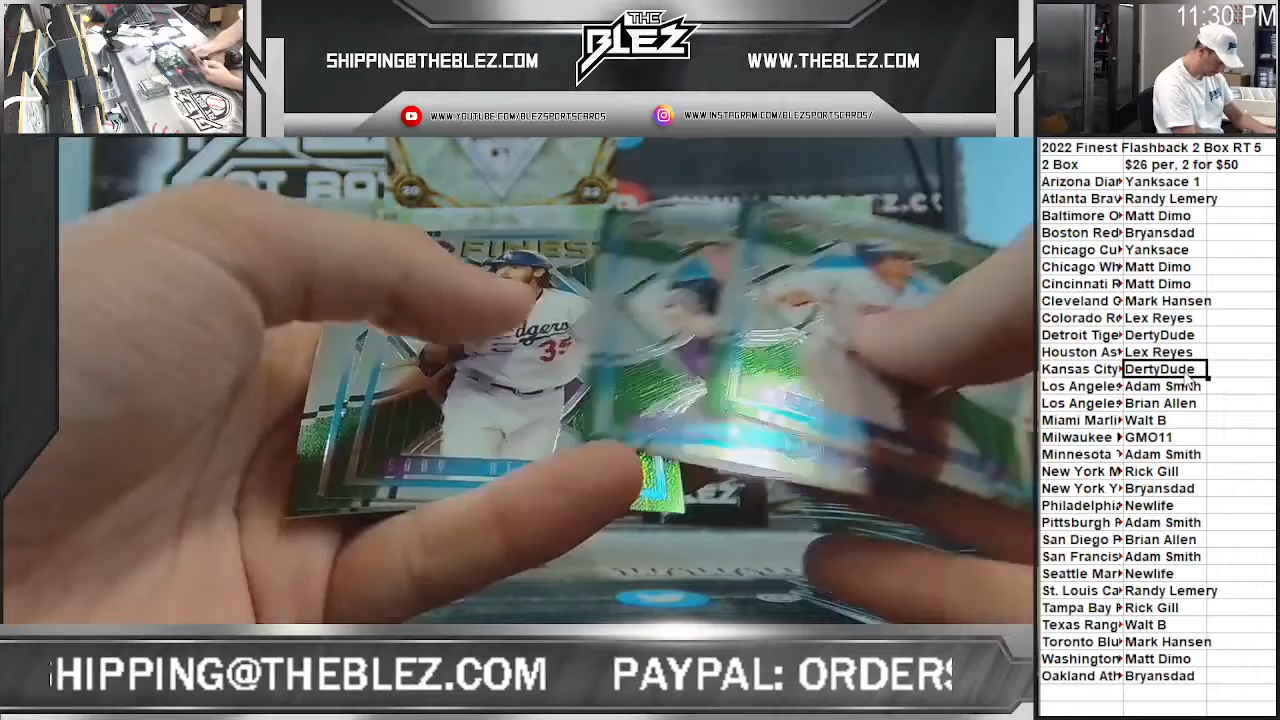 11:30 PM
THE
BLEZ
SHIPPING@THEBLEZ.COM
WWW.THEBLEZ.COM
WWW.YOUTUBE.COM/BLEZSPORTSCARDS
WWW.INSTAGRAM.COM/BLEZSPORTSCARDS/
FINEST
dgers
35
2022 Finest Flashback 2 Box RT 5
2 Box $26 per, 2 for $50
Arizona Diar Yanksace 1
Atlanta Brav Randy Lemery
Baltimore O Matt Dimo
Boston Red Bryansdad
Chicago Cu Yanksace
Chicago Wh Matt Dimo
Cincinnati R Matt Dimo
Cleveland G Mark Hansen
Colorado Ro Lex Reyes
Detroit Tige DertyDude
Houston As Lex Reyes
Kansas City DertyDude
Los Angeles Adam Smith
Los Angeles Brian Allen
Miami Marli Walt B
Milwaukee GMO11
Minnesota Adam Smith
New York M Rick Gill
New York Y Bryansdad
Philadelphia Newlife
Pittsburgh P Adam Smith
San Diego P Brian Allen
San Francis Adam Smith
Seattle Mar Newlife
St. Louis Ca Randy Lemery
Tampa Bay Rick Gill
Texas Rang Walt B
Toronto Blu Mark Hansen
Washington Matt Dimo
Oakland Ath Bryansdad
HIPPING@THEBLEZ.COM PAYPAL: ORDERS